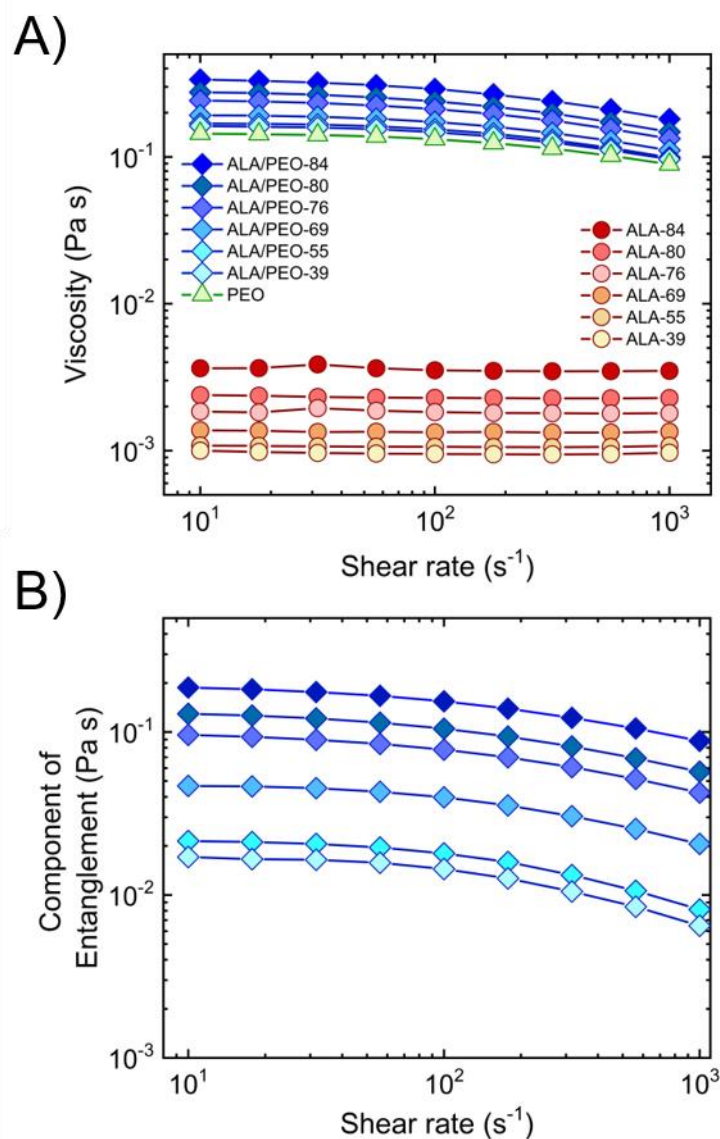 A)
Viscosity (Pa s)
10⁻¹
10⁻²
10⁻³
ALA/PEO-84
ALA/PEO-80
ALA/PEO-76
ALA/PEO-69
ALA/PEO-55
ALA/PEO-39
PEO
ALA-84
ALA-80
ALA-76
ALA-69
ALA-55
ALA-39
10¹
10²
10³
Shear rate (s⁻¹)
B)
Component of
Entanglement (Pa s)
10⁻¹
10⁻²
10⁻³
10¹
10²
10³
Shear rate (s⁻¹)